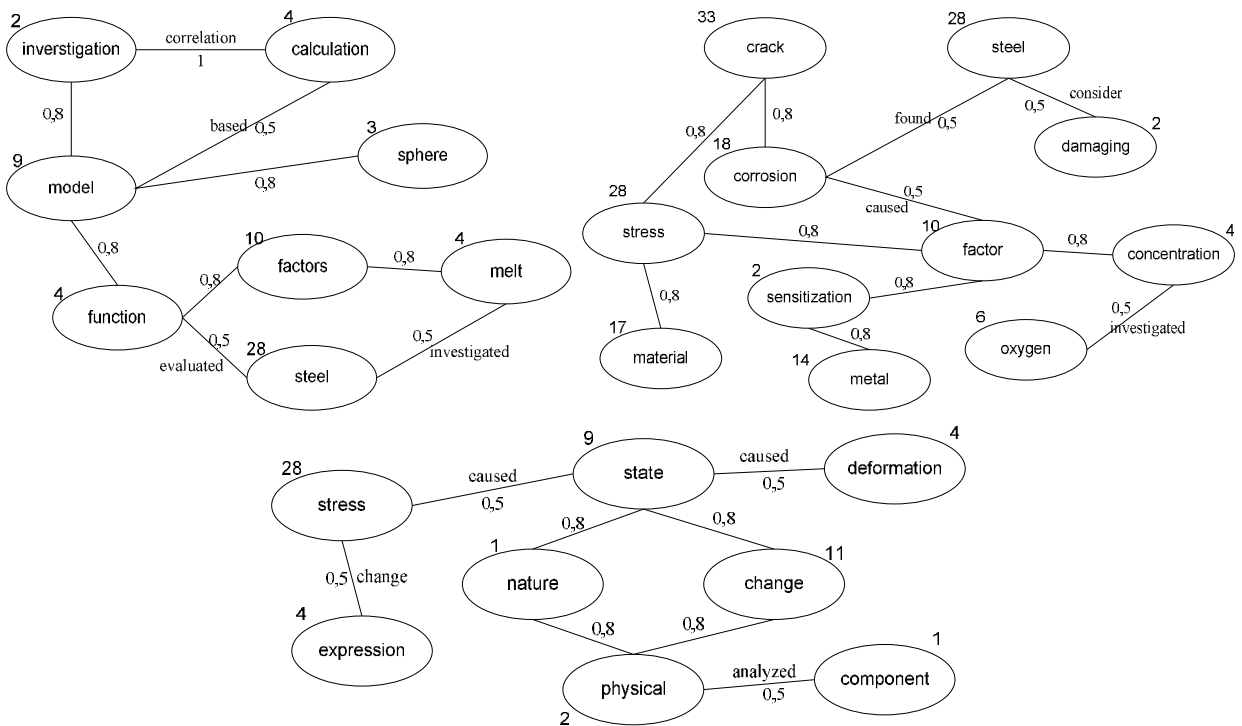 2
inverstigation
correlation
1
4
calculation
0,8
based 0,5
3
sphere
9
model
0,8
0,8
10
factors
0,8
4
melt
0,8
4
function
0,5
evaluated
28
steel
0,5
investigated
33
crack
28
steel
0,8
0,8
found 0,5
consider
0,5
2
damaging
18
corrosion
0,5
caused
28
stress
0,8
10
factor
0,8
4
concentration
0,8
2
sensitization
0,8
0,5
investigated
6
oxygen
17
material
0,8
14
metal
28
stress
caused
0,5
9
state
caused
0,5
4
deformation
0,8
0,8
0,5 change
1
nature
11
change
4
expression
0,8
0,8
physical
2
analyzed
0,5
1
component